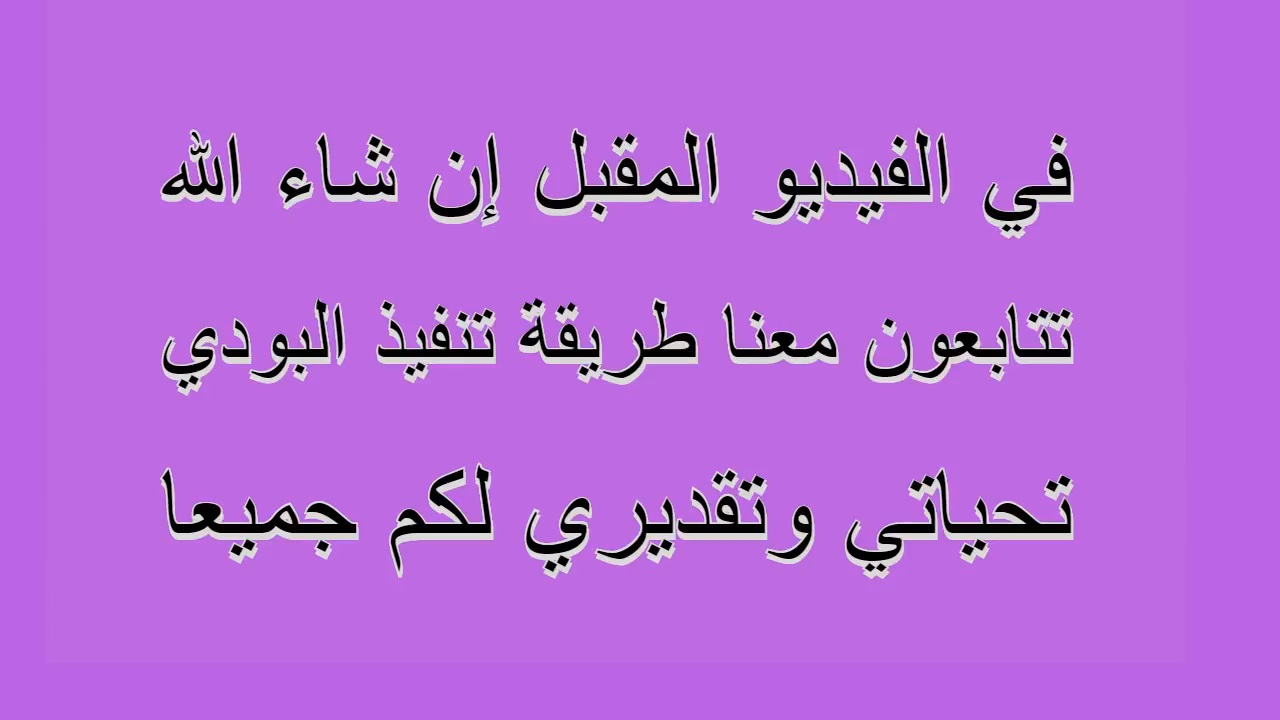 في الفيديو المقبل إن شاء الله
تتابعون معنا طريقة تنفيذ البودي
تحياتي وتقديري لكم جميعا